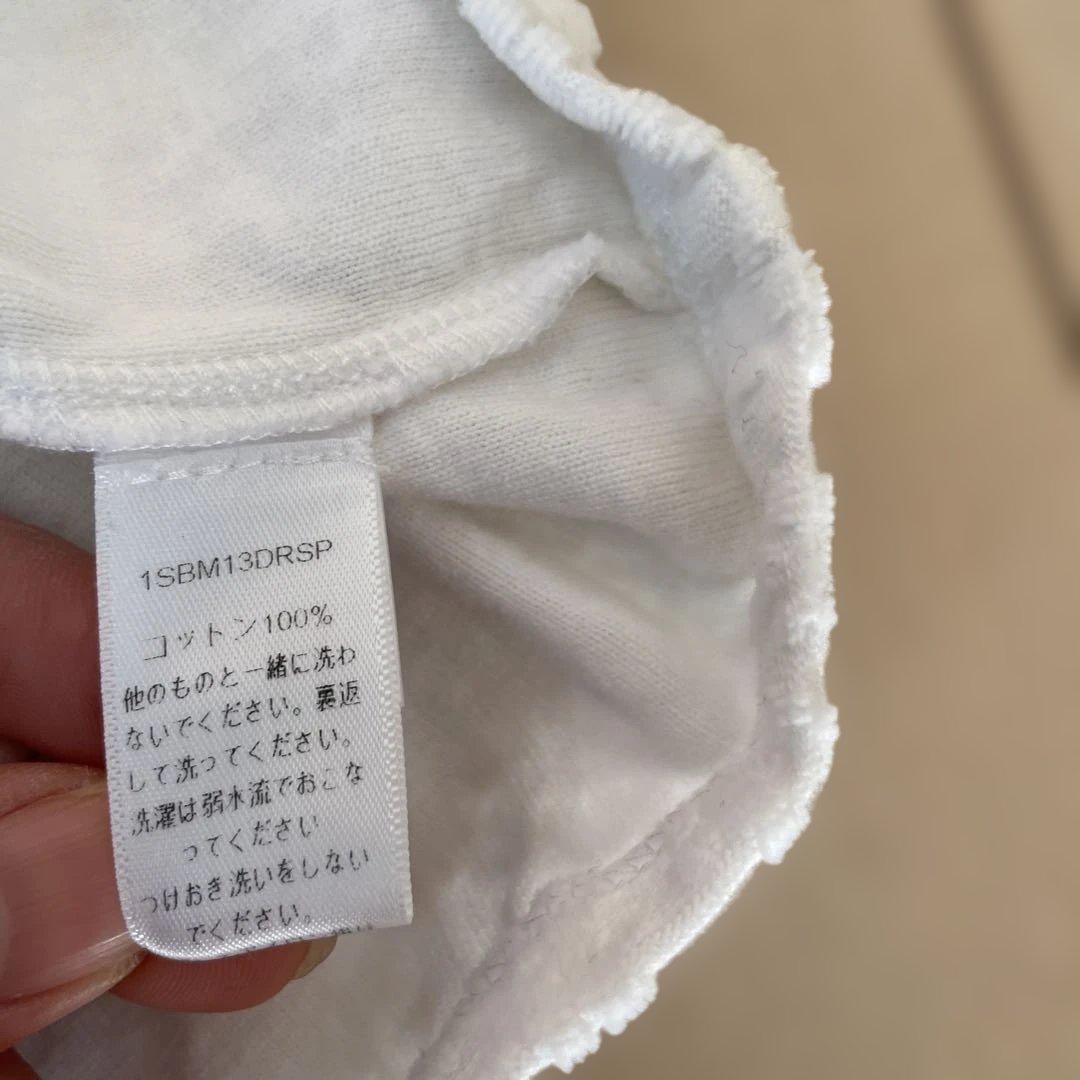 1SBM13DRSP
コットン100%
他のものと一緒に洗わ
ないでください。裏返
して洗ってください。
洗濯は弱水流でおこな
ってください
つけおき洗いをしない
でください。